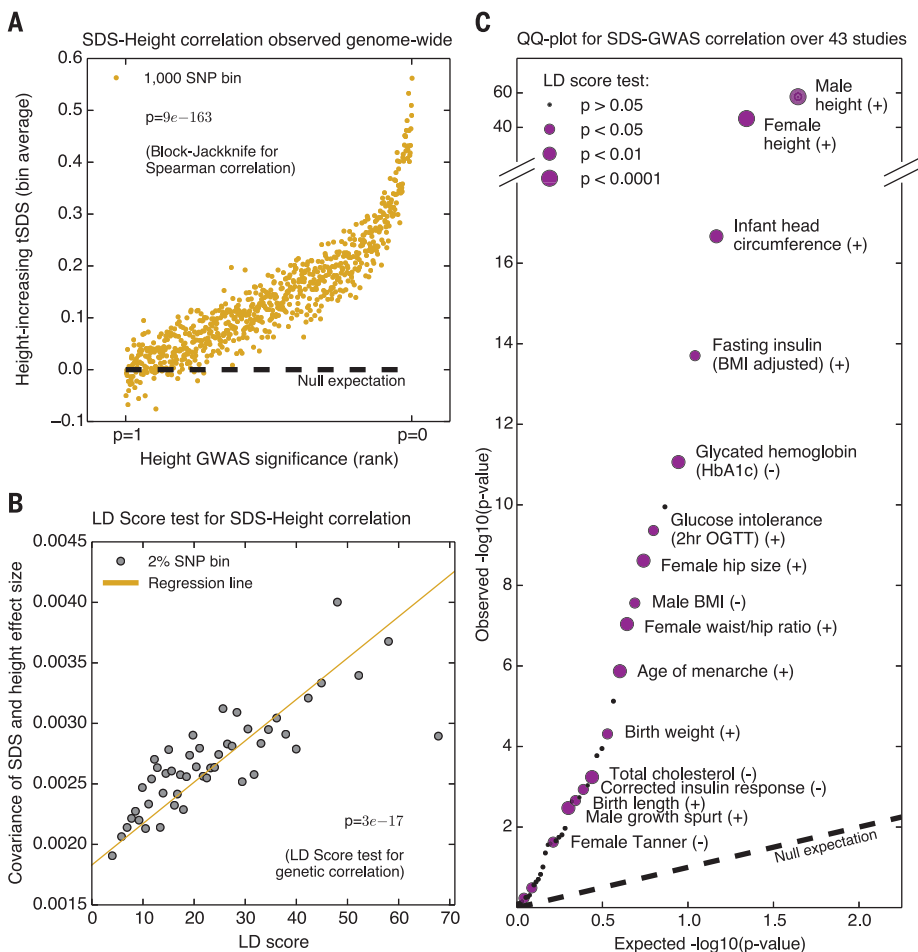 A
SDS-Height correlation observed genome-wide
0.6
0.5
0.4
0.3
0.2
0.1
0.0
−0.1
Height-increasing tSDS (bin average)
1,000 SNP bin
p=9e−163
(Block-Jackknife for
Spearman correlation)
Null expectation
p=1
p=0
Height GWAS significance (rank)
B
LD Score test for SDS-Height correlation
0.0045
0.0040
0.0035
0.0030
0.0025
0.0020
0.0015
Covariance of SDS and height effect size
2% SNP bin
Regression line
p=3e−17
(LD Score test for
genetic correlation)
0
10
20
30
40
50
60
70
LD score
C
QQ-plot for SDS-GWAS correlation over 43 studies
60
40
16
14
12
10
8
6
4
2
Observed -log10(p-value)
LD score test:
p > 0.05
p < 0.05
p < 0.01
p < 0.0001
Male
height (+)
Female
height (+)
Infant head
circumference (+)
Fasting insulin
(BMI adjusted) (+)
Glycated hemoglobin
(HbA1c) (-)
Glucose intolerance
(2hr OGTT) (+)
Female hip size (+)
Male BMI (-)
Female waist/hip ratio (+)
Age of menarche (+)
Birth weight (+)
Total cholesterol (-)
Corrected insulin response (-)
Birth length (+)
Male growth spurt (+)
Female Tanner (-)
Null expectation
0.0
0.5
1.0
1.5
2.0
Expected -log10(p-value)